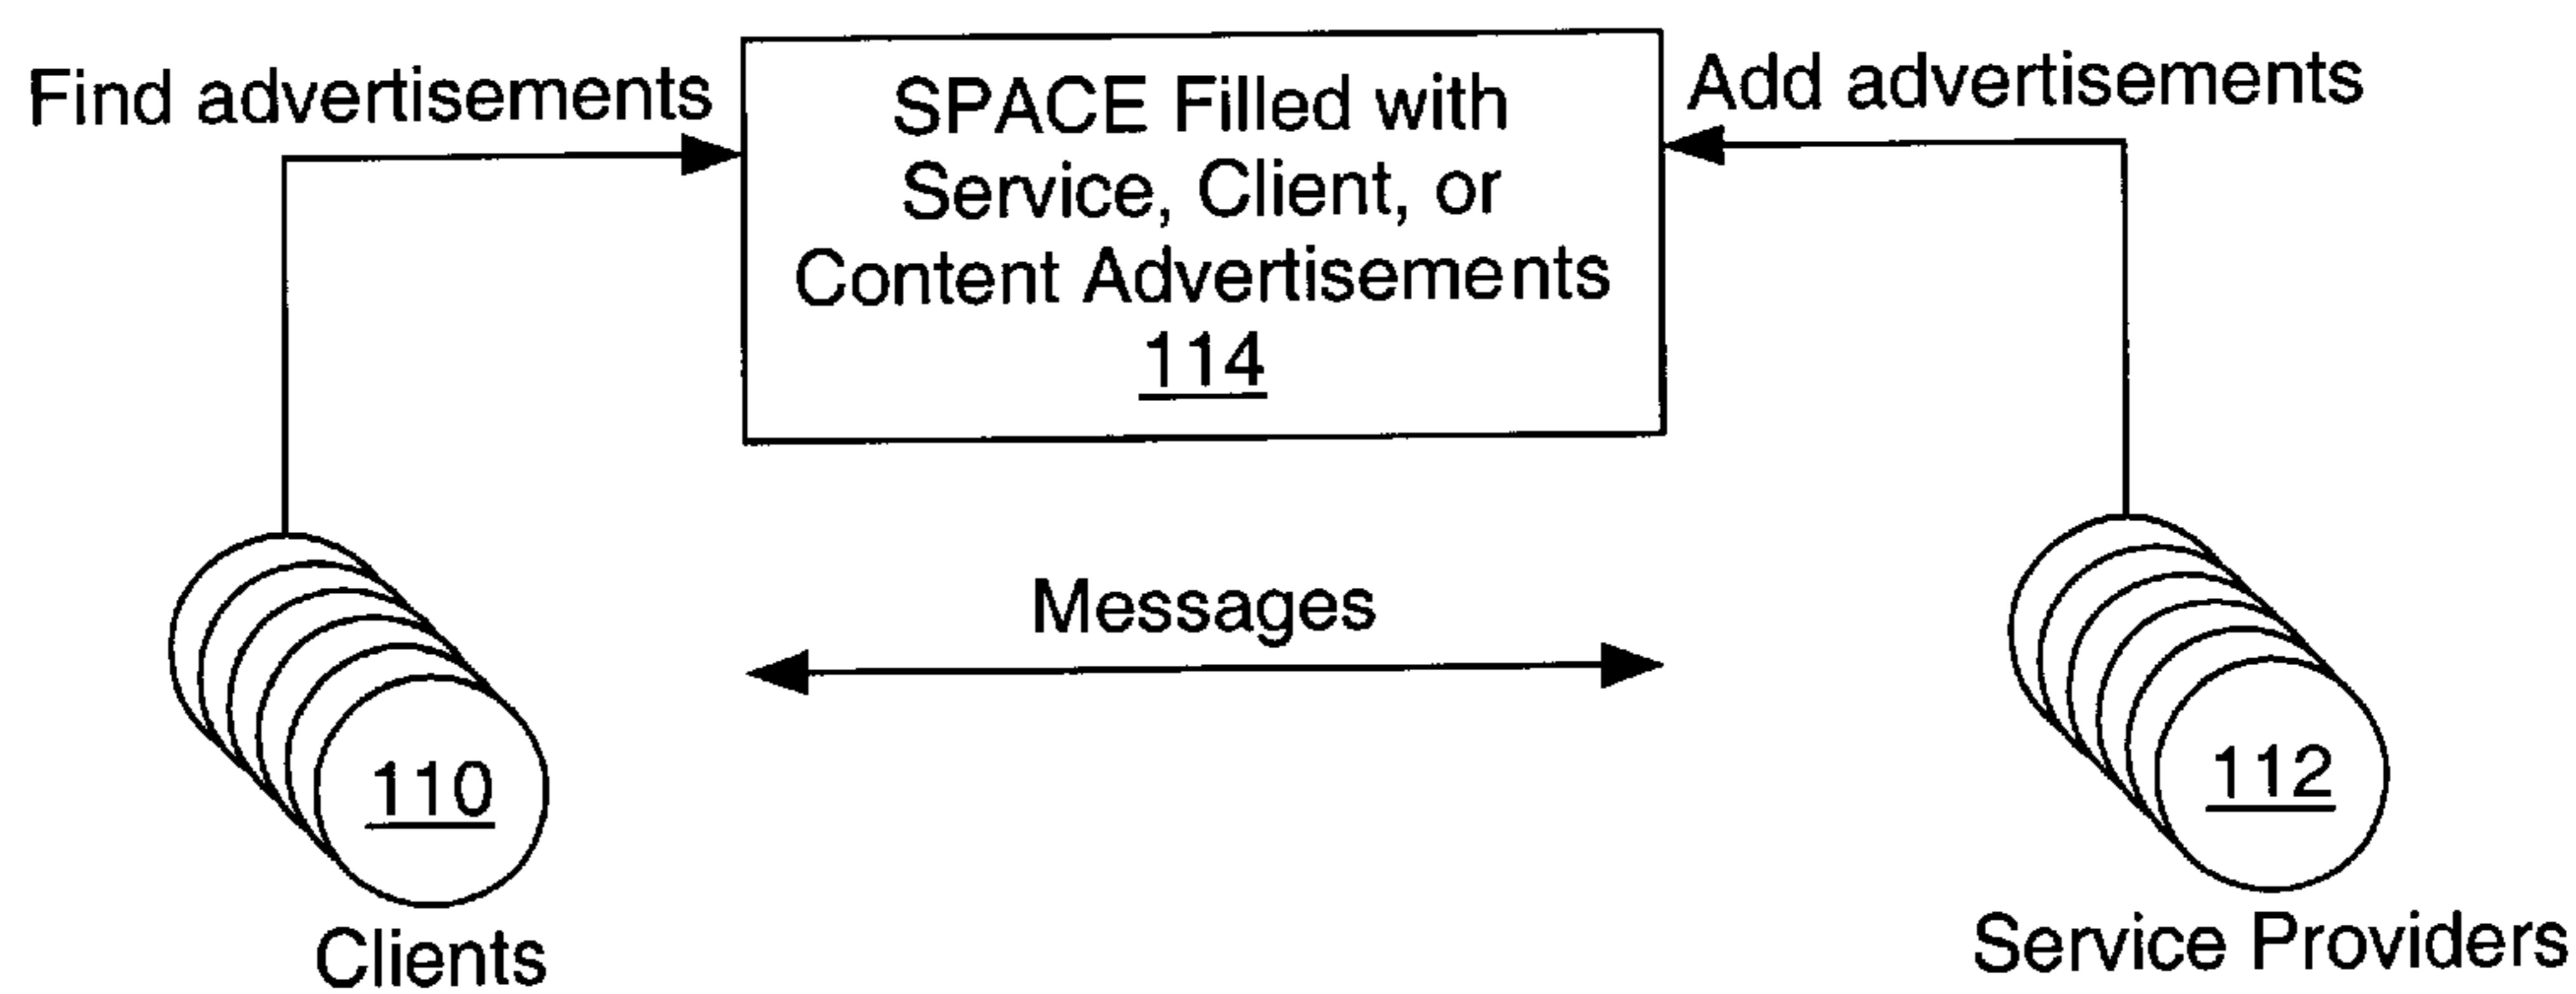 Find advertisements
SPACE Filled with
Service, Client, or
Content Advertisements
114
Add advertisements
Messages
110
Clients
112
Service Providers